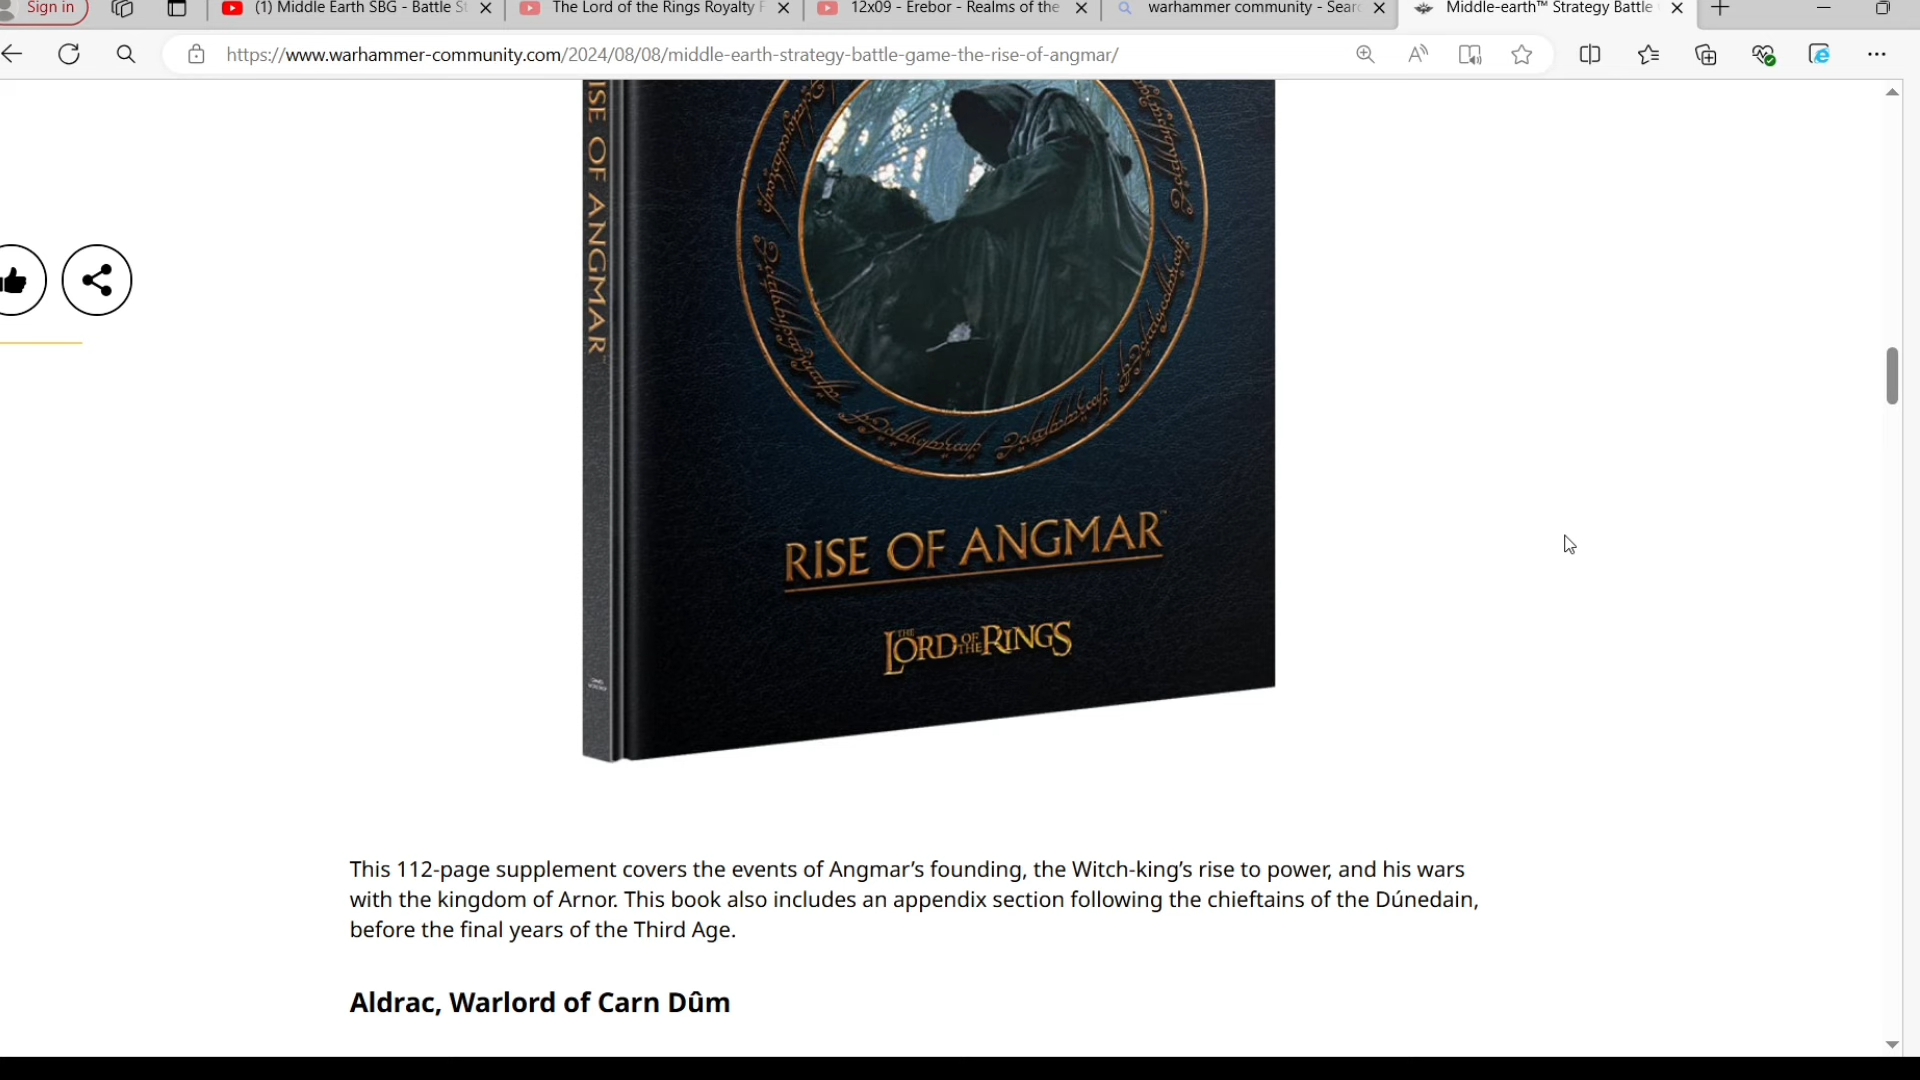 Sign in
(1) Middle Earth SBG - Battle St
The Lord of the Rings Royalty F
12x09 - Erebor - Realms of the
warhammer community - Searc
Middle-earth™ Strategy Battle
https://www.warhammer-community.com/2024/08/08/middle-earth-strategy-battle-game-the-rise-of-angmar/
ISE OF ANGMAR
RISE OF ANGMAR™
THE LORD OF THE RINGS
This 112-page supplement covers the events of Angmar’s founding, the Witch-king’s rise to power, and his wars
with the kingdom of Arnor. This book also includes an appendix section following the chieftains of the Dúnedain,
before the final years of the Third Age.
Aldrac, Warlord of Carn Dûm